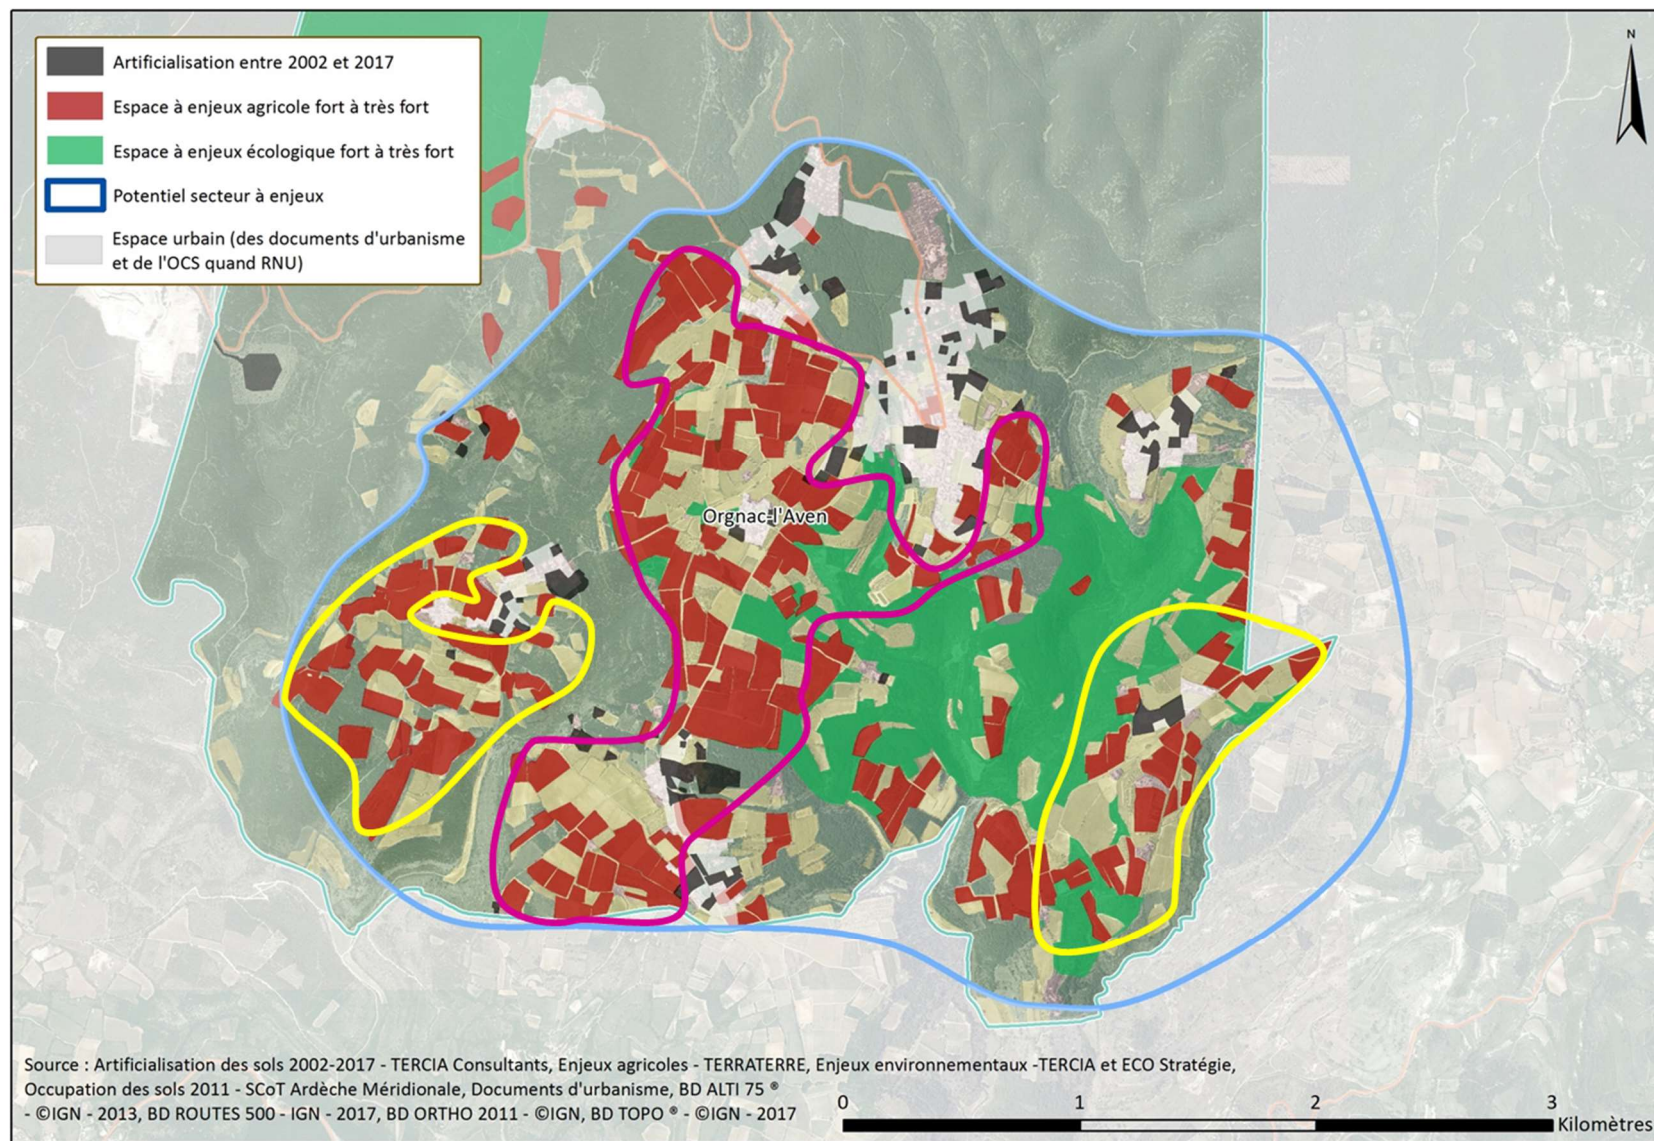 N
Artificialisation entre 2002 et 2017
Espace à enjeux agricole fort à très fort
Espace à enjeux écologique fort à très fort
Potentiel secteur à enjeux
Espace urbain (des documents d'urbanisme
et de l'OCS quand RNU)
Orgnac-l'Aven
Source : Artificialisation des sols 2002-2017 - TERCIA Consultants, Enjeux agricoles - TERRATERRE, Enjeux environnementaux -TERCIA et ECO Stratégie,
Occupation des sols 2011 - SCoT Ardèche Méridionale, Documents d'urbanisme, BD ALTI 75 ®
- ©IGN - 2013, BD ROUTES 500 - IGN - 2017, BD ORTHO 2011 - ©IGN, BD TOPO ® - ©IGN - 2017
0 1 2 3
Kilomètres